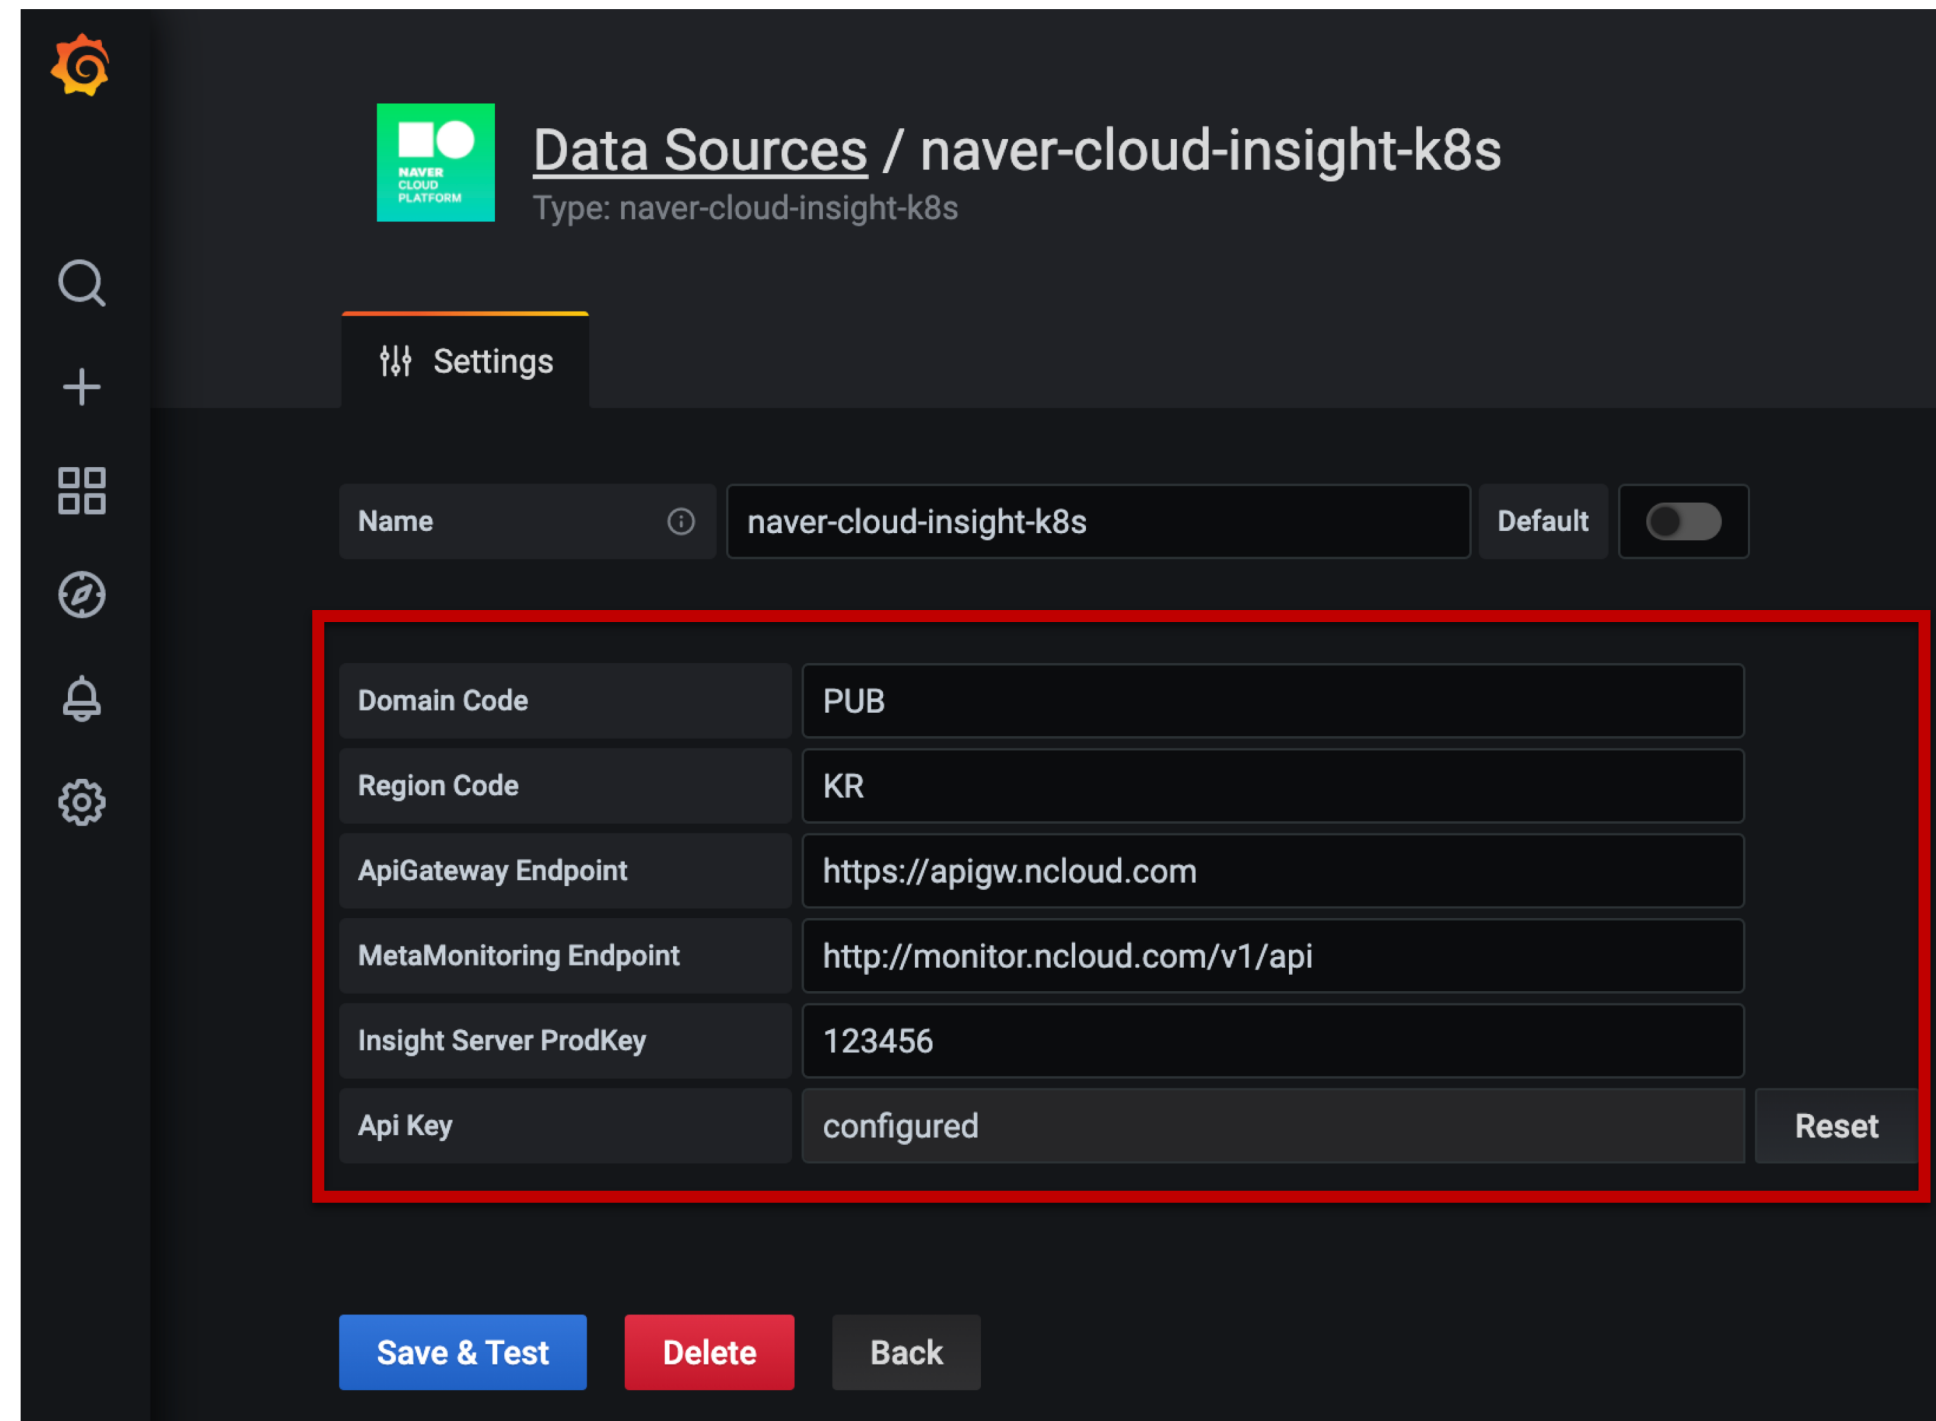 NAVER
CLOUD
PLATFORM
Data Sources / naver-cloud-insight-k8s
Type: naver-cloud-insight-k8s
Settings
Name naver-cloud-insight-k8s Default
Domain Code PUB
Region Code KR
ApiGateway Endpoint https://apigw.ncloud.com
MetaMonitoring Endpoint http://monitor.ncloud.com/v1/api
Insight Server ProdKey 123456
Api Key configured Reset
Save & Test Delete Back